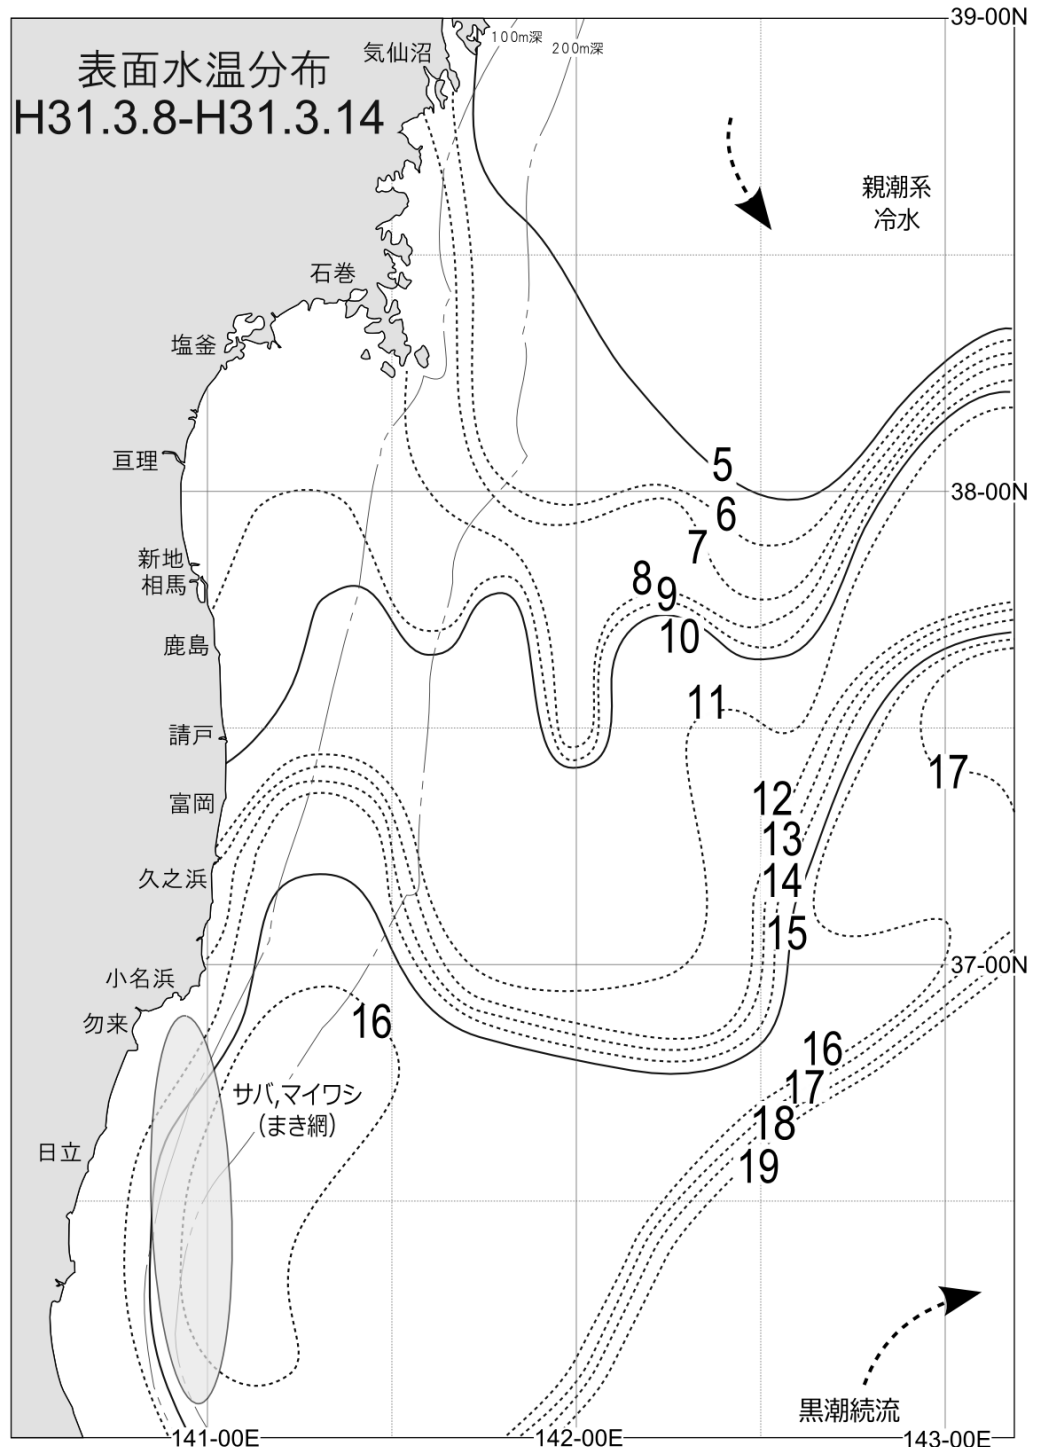 39-00N
100m深
200m深
気仙沼
表面水温分布
H31.3.8-H31.3.14
親潮系
冷水
石巻
塩釜
亘理
5
38-00N
6
7
新地
相馬
8
9
10
鹿島
11
請戸
17
12
富岡
13
14
久之浜
15
37-00N
小名浜
勿来
16
16
17
サバ,マイワシ
(まき網)
18
日立
19
黒潮続流
141-00E
142-00E
143-00E